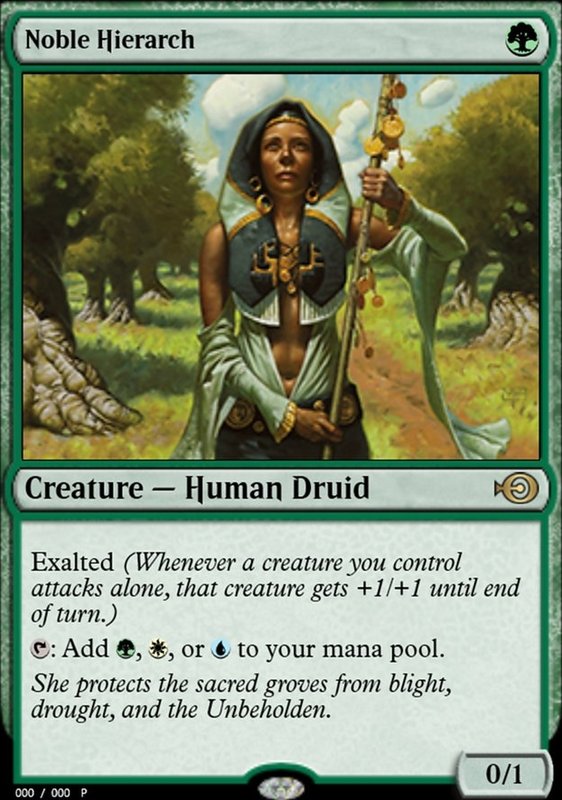 Noble Hierarch
Creature — Human Druid
Exalted (Whenever a creature you control
attacks alone, that creature gets +1/+1 until end
of turn.)
: Add , , or to your mana pool.
She protects the sacred groves from blight,
drought, and the Unbeholden.
0/1
000 / 000 P